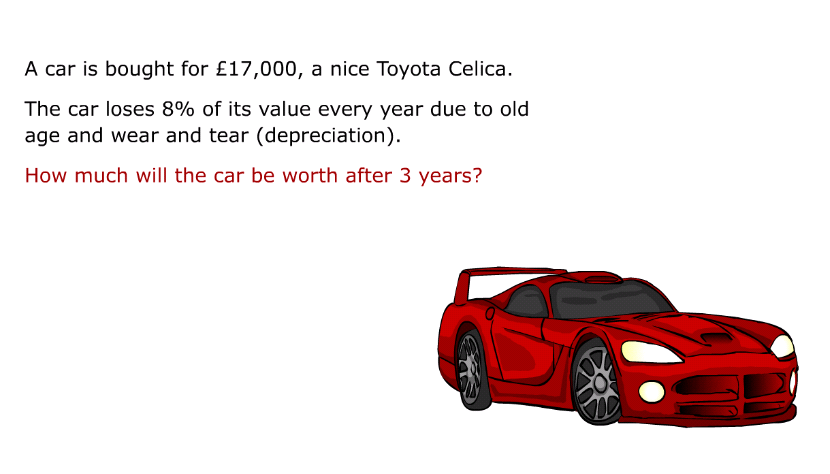 A car is bought for £17,000, a nice Toyota Celica.
The car loses 8% of its value every year due to old
age and wear and tear (depreciation).
How much will the car be worth after 3 years?